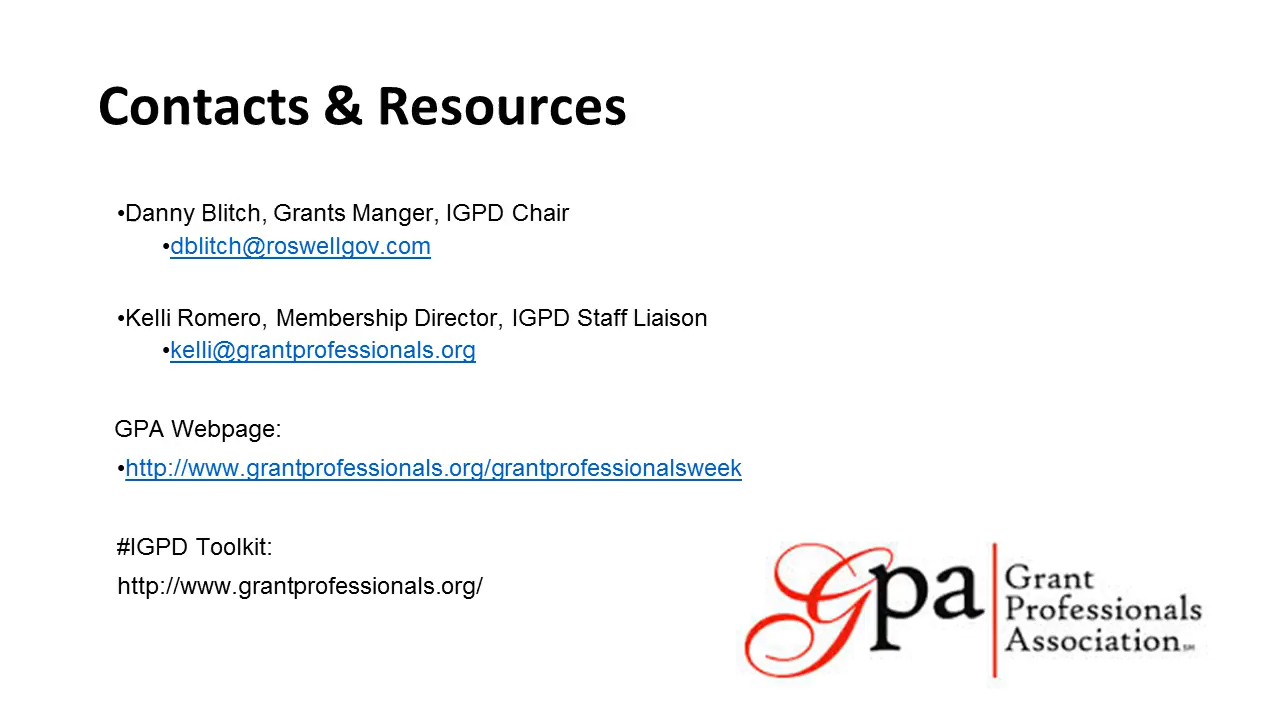 Contacts & Resources
•Danny Blitch, Grants Manger, IGPD Chair
•dblitch@roswellgov.com
•Kelli Romero, Membership Director, IGPD Staff Liaison
•kelli@grantprofessionals.org
GPA Webpage:
•http://www.grantprofessionals.org/grantprofessionalsweek
#IGPD Toolkit:
http://www.grantprofessionals.org/
Gpa
Grant
Professionals
Association℠